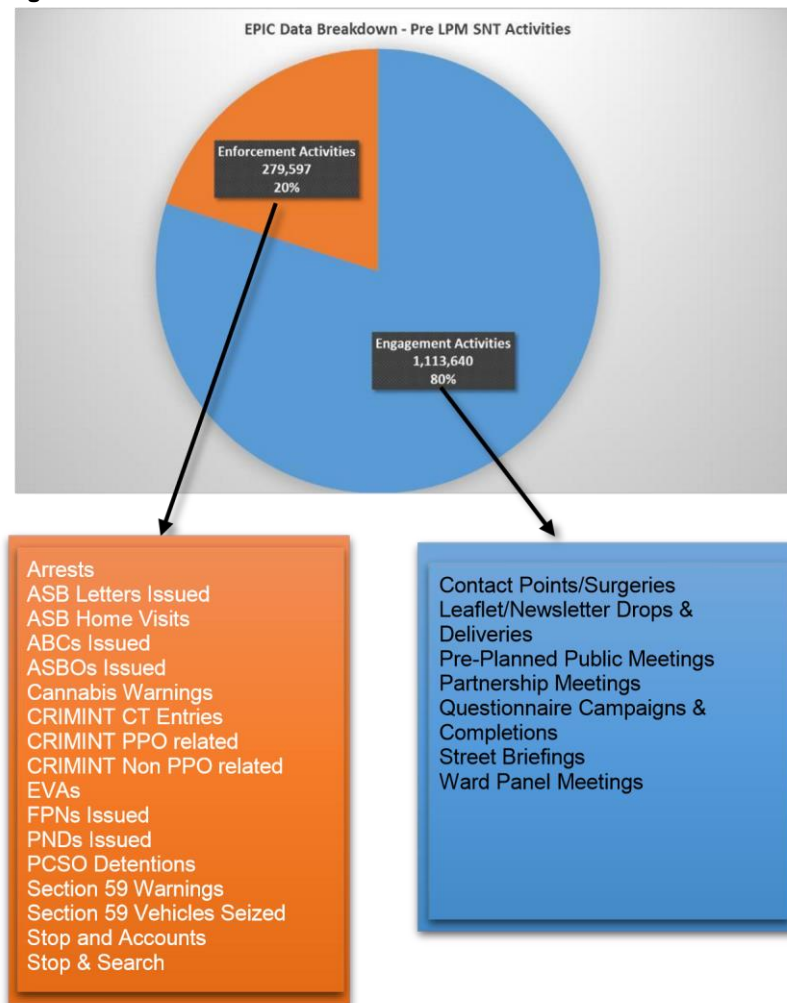 EPIC Data Breakdown - Pre LPM SNT Activities
Enforcement Activities
279,597
20%
Engagement Activities
1,113,640
80%
Arrests
ASB Letters Issued
ASB Home Visits
ABCs Issued
ASBOs Issued
Cannabis Warnings
CRIMINT CT Entries
CRIMINT PPO related
CRIMINT Non PPO related
EVAs
FPNs Issued
PNDs Issued
PCSO Detentions
Section 59 Warnings
Section 59 Vehicles Seized
Stop and Accounts
Stop & Search
Contact Points/Surgeries
Leaflet/Newsletter Drops &
Deliveries
Pre-Planned Public Meetings
Partnership Meetings
Questionnaire Campaigns &
Completions
Street Briefings
Ward Panel Meetings